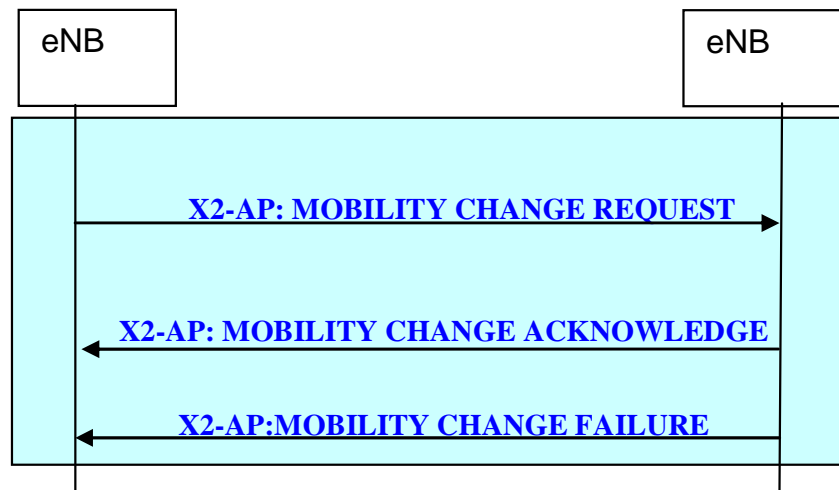 eNB
eNB
X2-AP: MOBILITY CHANGE REQUEST
X2-AP: MOBILITY CHANGE ACKNOWLEDGE
X2-AP:MOBILITY CHANGE FAILURE